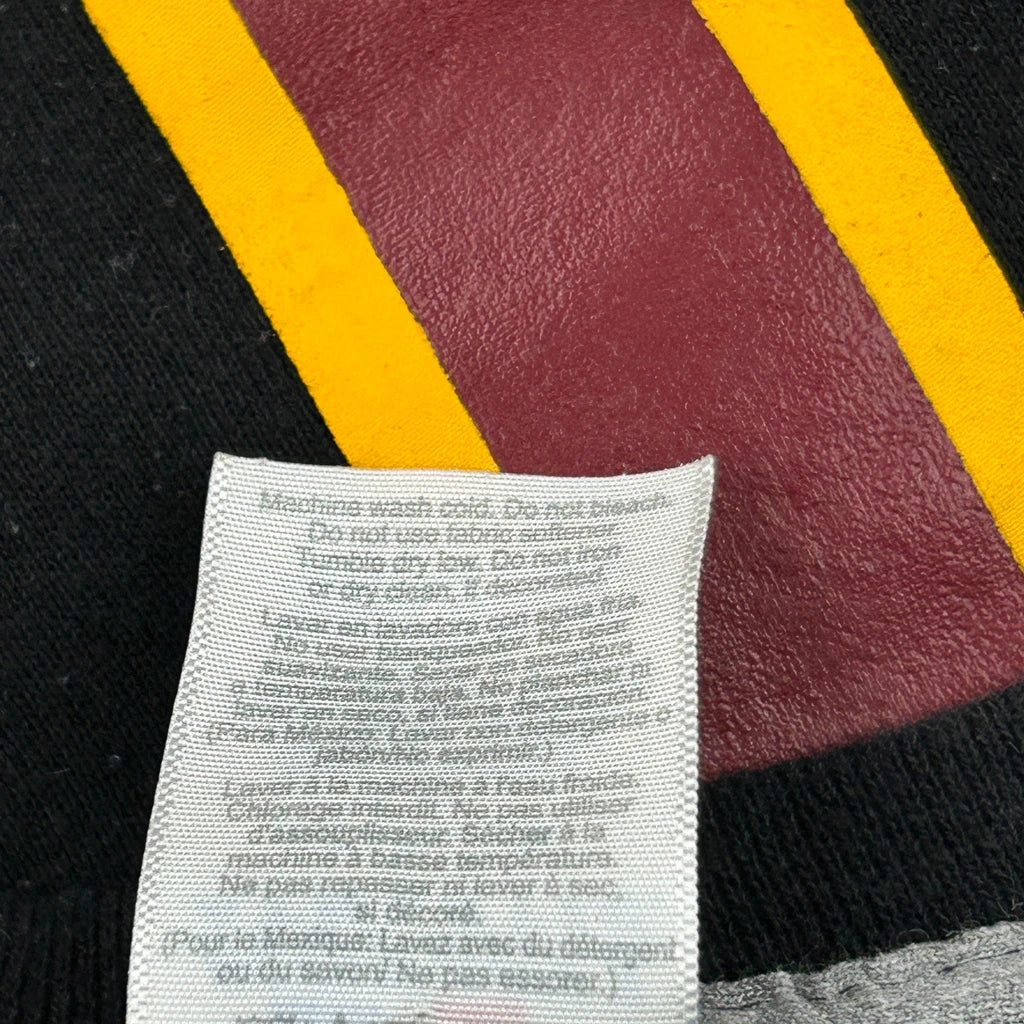 Machine wash cold. Do not bleach.
Do not use fabric softener.
Tumble dry low. Do not iron
or dry clean, if decorated.
Lavar en lavadora con agua fría.
No usar blanqueador. No usar
suavizante. Secar en secadora
a temperatura baja. No planchar ni
lavar en seco, si tiene decoración.
(Para México: Lavar con detergente o
jabón/No exprimir.)
Laver à la machine à l'eau froide.
Chlorage interdit. Ne pas utiliser
d'assouplisseur. Sécher à la
machine à basse température.
Ne pas repasser ni laver à sec,
si décoré.
(Pour le Mexique: Lavez avec du détergent
ou du savon/ Ne pas essorer.)